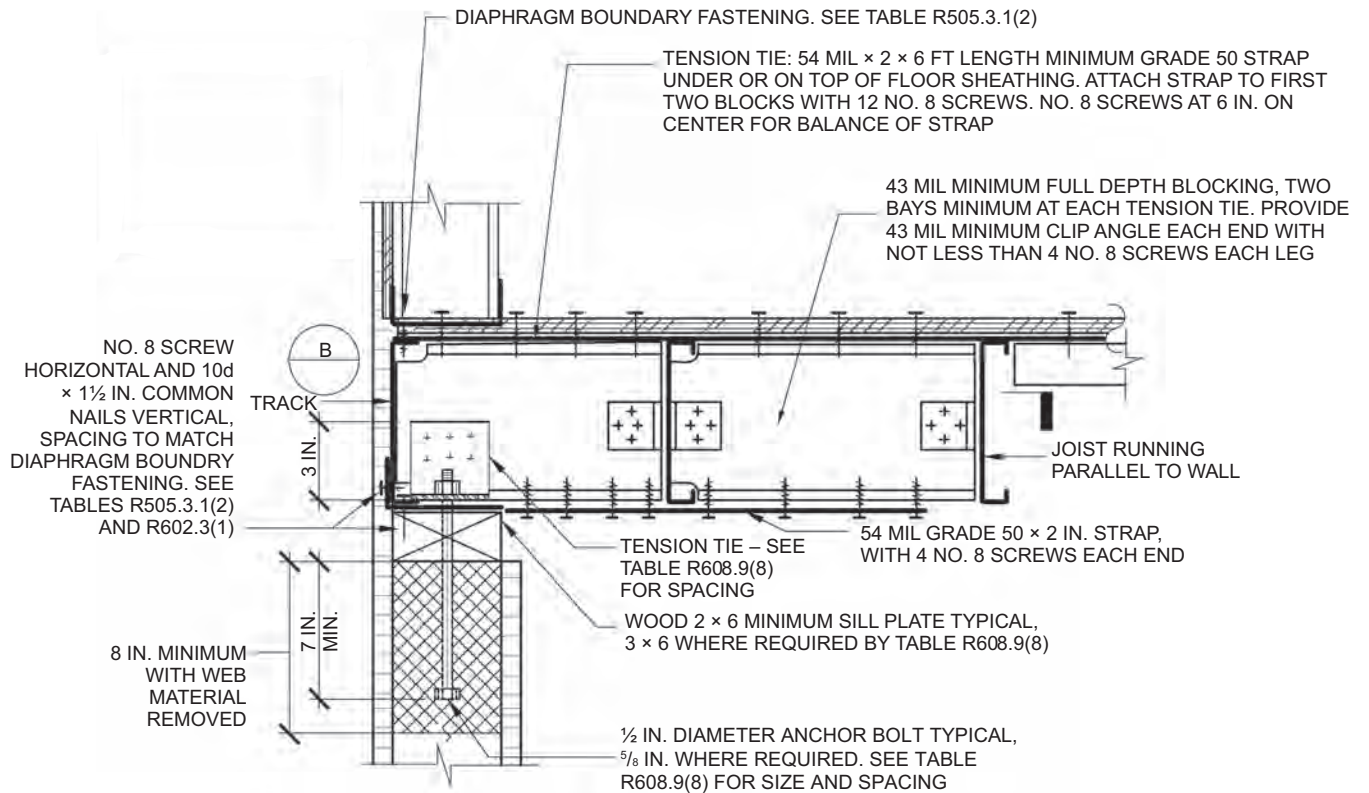 DIAPHRAGM BOUNDARY FASTENING. SEE TABLE R505.3.1(2)
TENSION TIE: 54 MIL × 2 × 6 FT LENGTH MINIMUM GRADE 50 STRAP
UNDER OR ON TOP OF FLOOR SHEATHING. ATTACH STRAP TO FIRST
TWO BLOCKS WITH 12 NO. 8 SCREWS. NO. 8 SCREWS AT 6 IN. ON
CENTER FOR BALANCE OF STRAP
43 MIL MINIMUM FULL DEPTH BLOCKING, TWO
BAYS MINIMUM AT EACH TENSION TIE. PROVIDE
43 MIL MINIMUM CLIP ANGLE EACH END WITH
NOT LESS THAN 4 NO. 8 SCREWS EACH LEG
B
NO. 8 SCREW
HORIZONTAL AND 10d
× 1½ IN. COMMON
NAILS VERTICAL,
SPACING TO MATCH
DIAPHRAGM BOUNDRY
FASTENING. SEE
TABLES R505.3.1(2)
AND R602.3(1)
TRACK
3 IN.
JOIST RUNNING
PARALLEL TO WALL
54 MIL GRADE 50 × 2 IN. STRAP,
WITH 4 NO. 8 SCREWS EACH END
TENSION TIE – SEE
TABLE R608.9(8)
FOR SPACING
WOOD 2 × 6 MINIMUM SILL PLATE TYPICAL,
3 × 6 WHERE REQUIRED BY TABLE R608.9(8)
7 IN.
MIN.
8 IN. MINIMUM
WITH WEB
MATERIAL
REMOVED
½ IN. DIAMETER ANCHOR BOLT TYPICAL,
⁵/₈ IN. WHERE REQUIRED. SEE TABLE
R608.9(8) FOR SIZE AND SPACING